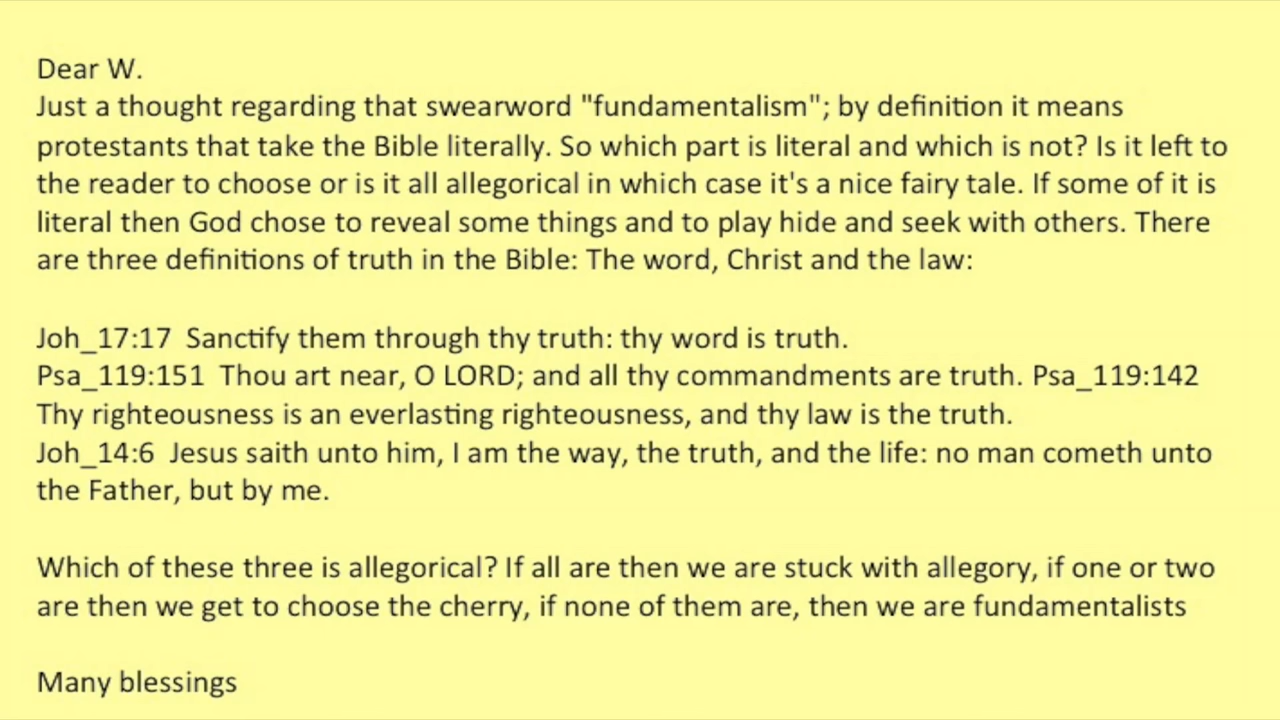 Dear W.
Just a thought regarding that swearword "fundamentalism"; by definition it means
protestants that take the Bible literally. So which part is literal and which is not? Is it left to
the reader to choose or is it all allegorical in which case it's a nice fairy tale. If some of it is
literal then God chose to reveal some things and to play hide and seek with others. There
are three definitions of truth in the Bible: The word, Christ and the law:
Joh_17:17 Sanctify them through thy truth: thy word is truth.
Psa_119:151 Thou art near, O LORD; and all thy commandments are truth. Psa_119:142
Thy righteousness is an everlasting righteousness, and thy law is the truth.
Joh_14:6 Jesus saith unto him, I am the way, the truth, and the life: no man cometh unto
the Father, but by me.
Which of these three is allegorical? If all are then we are stuck with allegory, if one or two
are then we get to choose the cherry, if none of them are, then we are fundamentalists
Many blessings